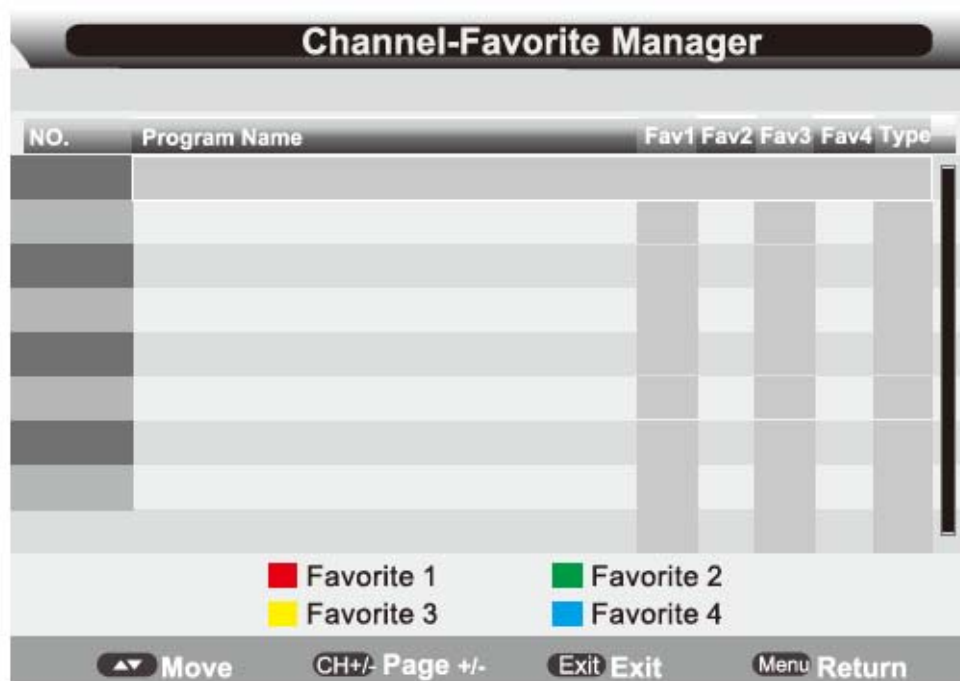 Channel-Favorite Manager
NO. Program Name Fav1 Fav2 Fav3 Fav4 Type
Favorite 1 Favorite 2
Favorite 3 Favorite 4
Move CH+/- Page +/- Exit Exit Menu Return